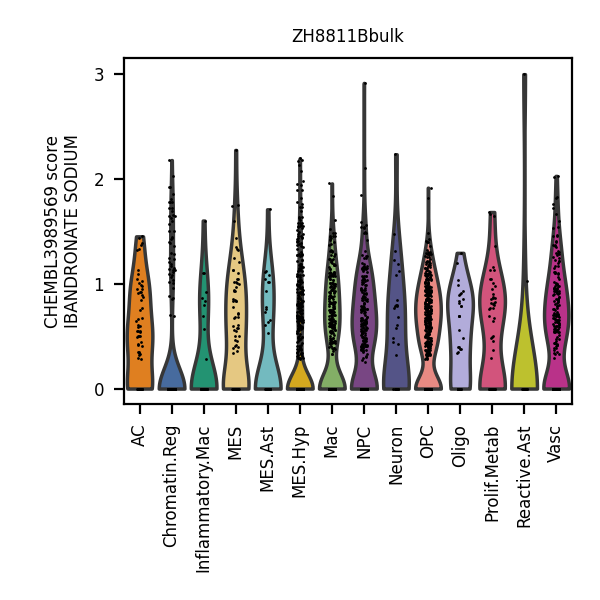 ZH8811Bbulk
CHEMBL3989569 score
IBANDRONATE SODIUM
3
2
1
0
AC
Chromatin.Reg
Inflammatory.Mac
MES
MES.Ast
MES.Hyp
Mac
NPC
Neuron
OPC
Oligo
Prolif.Metab
Reactive.Ast
Vasc